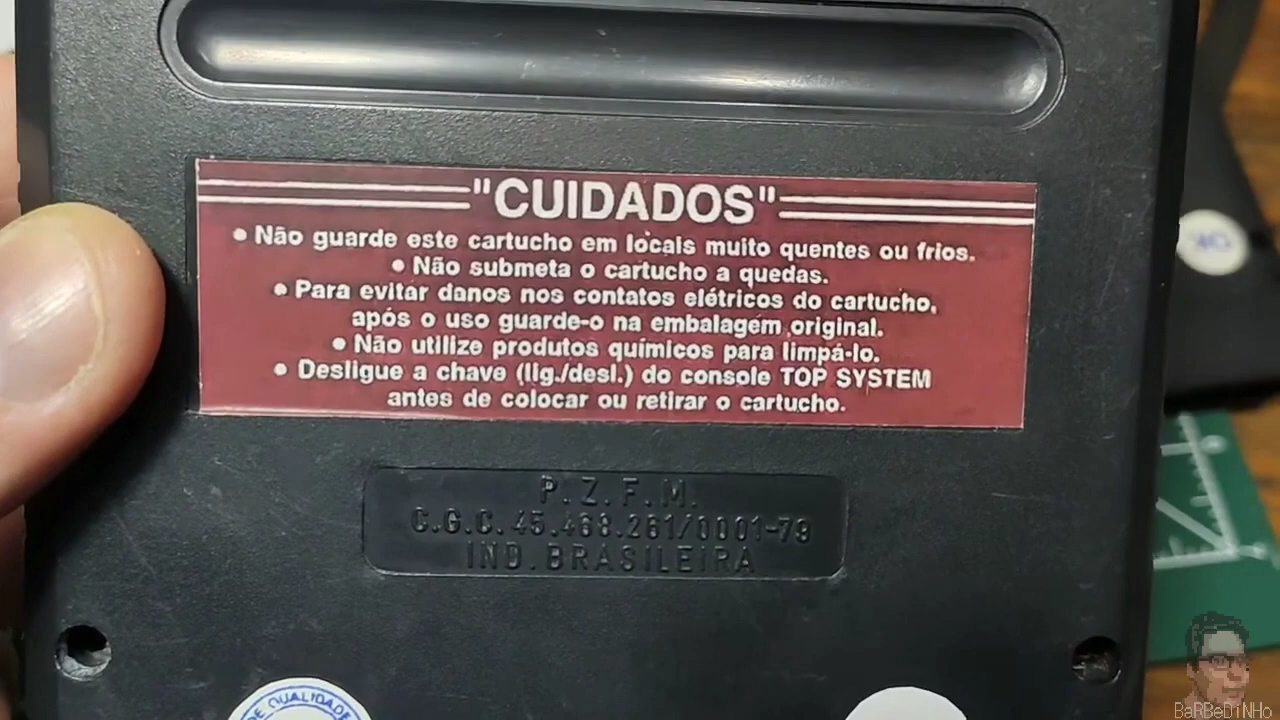 "CUIDADOS"
• Não guarde este cartucho em locais muito quentes ou frios.
• Não submeta o cartucho a quedas.
• Para evitar danos nos contatos elétricos do cartucho,
após o uso guarde-o na embalagem original.
• Não utilize produtos químicos para limpá-lo.
• Desligue a chave (lig./desl.) do console TOP SYSTEM
antes de colocar ou retirar o cartucho.
OK
P.Z.F.M.
C.G.C.45.468.261/0001-79
IND.BRASILEIRA
DE QUALIDADE
BaRBeDiNHo